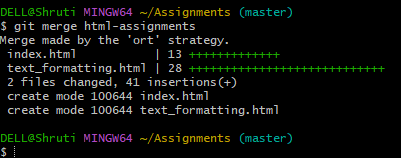 DELL@Shruti MINGW64 ~/Assignments (master)
$ git merge html-assignments
Merge made by the 'ort' strategy.
 index.html           | 13 +++++++++++++
 text_formatting.html | 28 ++++++++++++++++++++++++++++
 2 files changed, 41 insertions(+)
 create mode 100644 index.html
 create mode 100644 text_formatting.html
DELL@Shruti MINGW64 ~/Assignments (master)
$